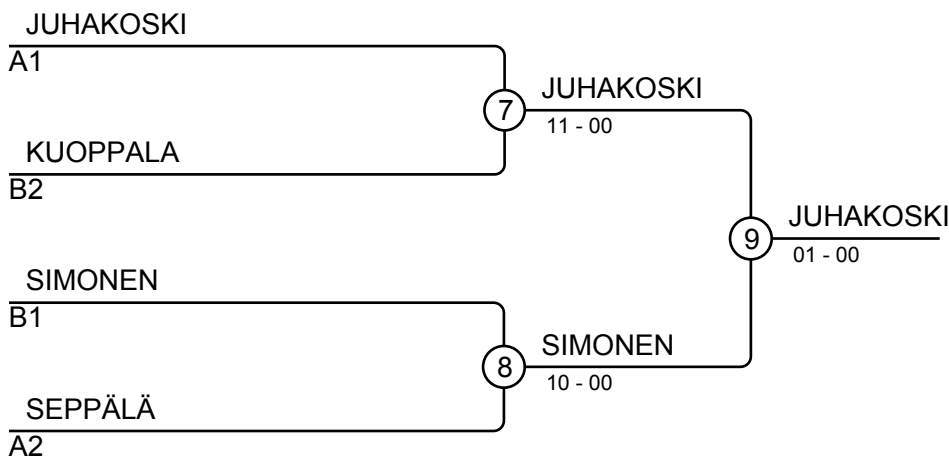 JUHAKOSKI
A1
7
JUHAKOSKI
11 - 00
KUOPPALA
B2
9
JUHAKOSKI
01 - 00
SIMONEN
B1
8
SIMONEN
10 - 00
SEPPÄLÄ
A2